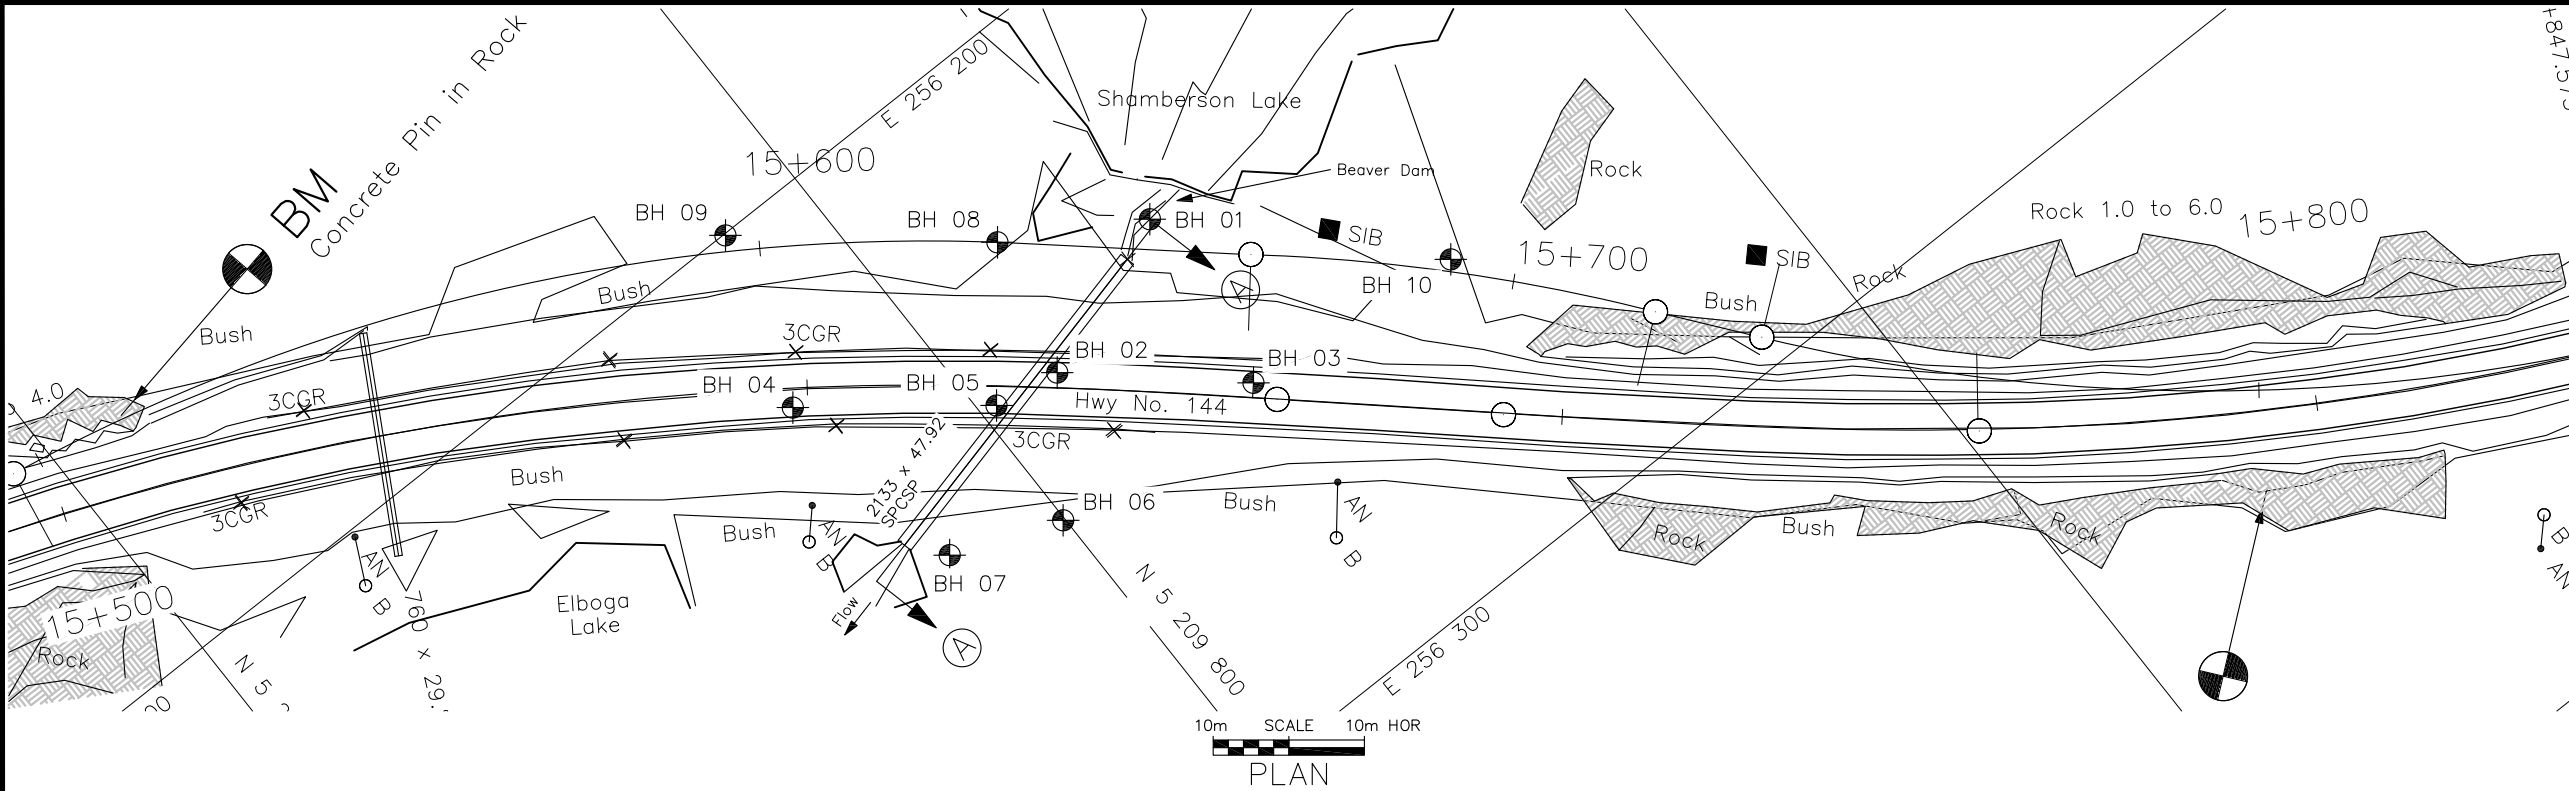 BM
Concrete Pin in Rock
E 256 200
Shamberson Lake
15+600
Beaver Dam
Rock
BH 09
BH 08
BH 01
SIB
15+700
Rock 1.0 to 6.0
15+800
SIB
A
BH 10
Bush
Rock
Bush
Bush
3CGR
BH 02
BH 03
4.0
3CGR
BH 04
BH 05
Hwy No. 144
3CGR
2133 x 47.92
SPCSP
Bush
3CGR
Bush
AN
B
BH 06
Bush
AN
B
Rock
Bush
Rock
B
AN
AN
B
BH 07
15+500
Rock
Elboga
Lake
Flow
A
N 5 209 800
E 256 300
N 5
760 x 29.
10m SCALE 10m HOR
PLAN